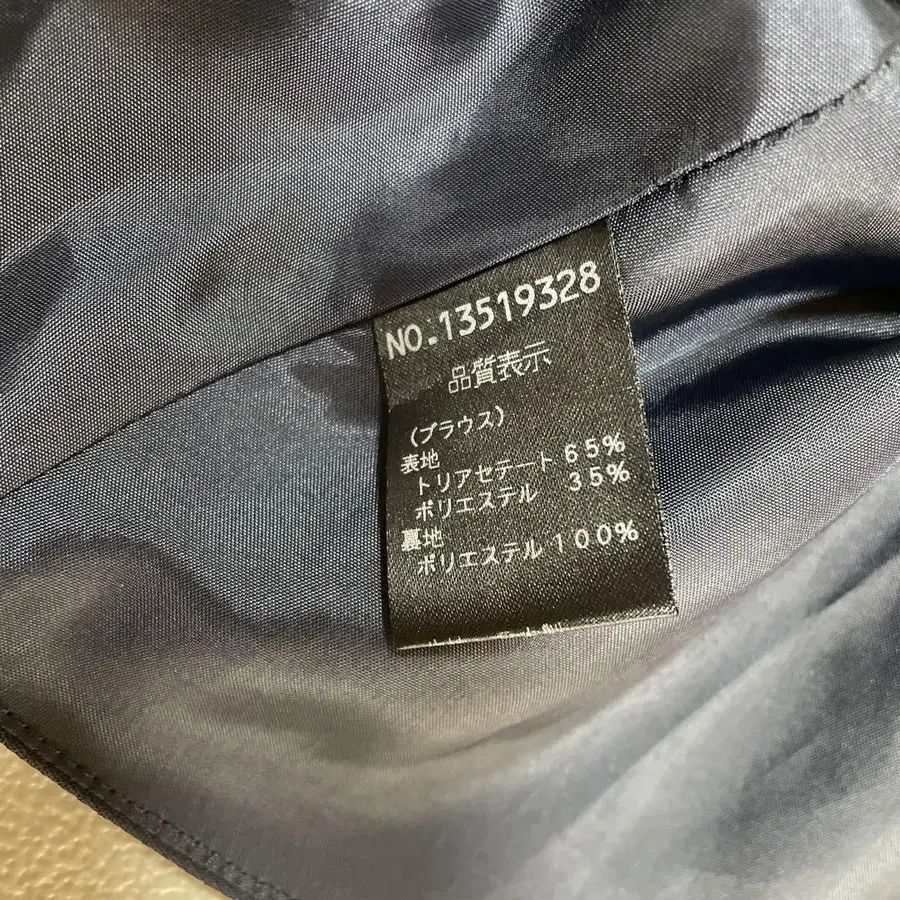 NO.13519328
品質表示
(ブラウス)
表地
トリアセテート 65%
ポリエステル 35%
裏地
ポリエステル 100%